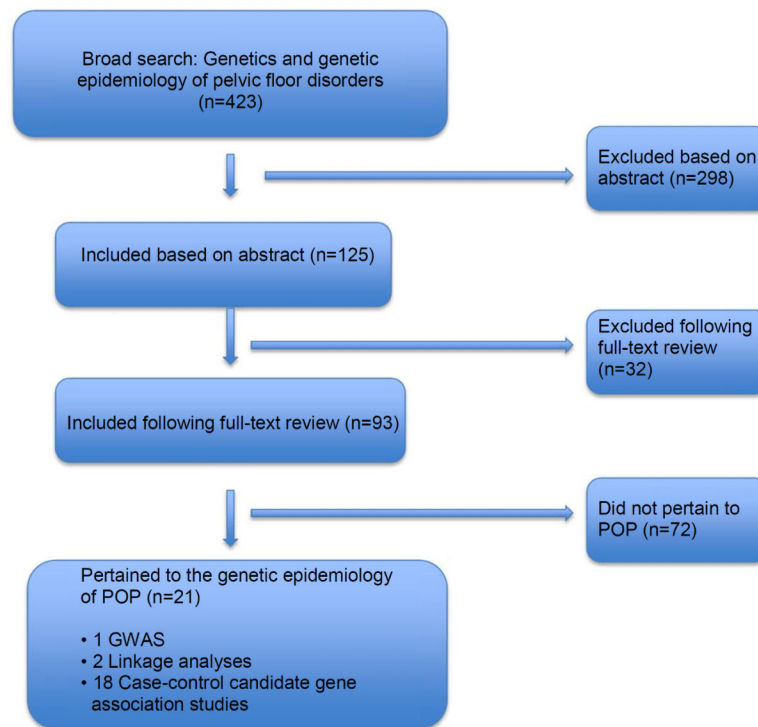 Broad search: Genetics and genetic
epidemiology of pelvic floor disorders
(n=423)
Excluded based on
abstract (n=298)
Included based on abstract (n=125)
Excluded following
full-text review
(n=32)
Included following full-text review (n=93)
Did not pertain to
POP (n=72)
Pertained to the genetic epidemiology
of POP (n=21)
• 1 GWAS
• 2 Linkage analyses
• 18 Case-control candidate gene
association studies